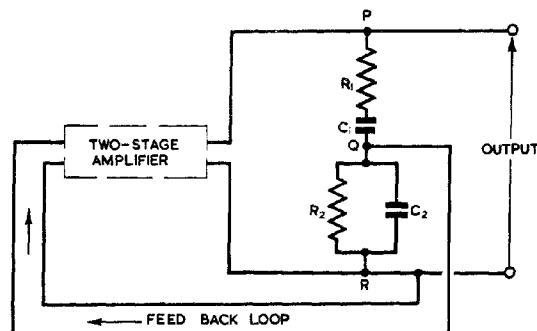 P
R₁
C₁
TWO-STAGE
AMPLIFIER
Q
OUTPUT
R₂
C₂
R
FEED BACK LOOP